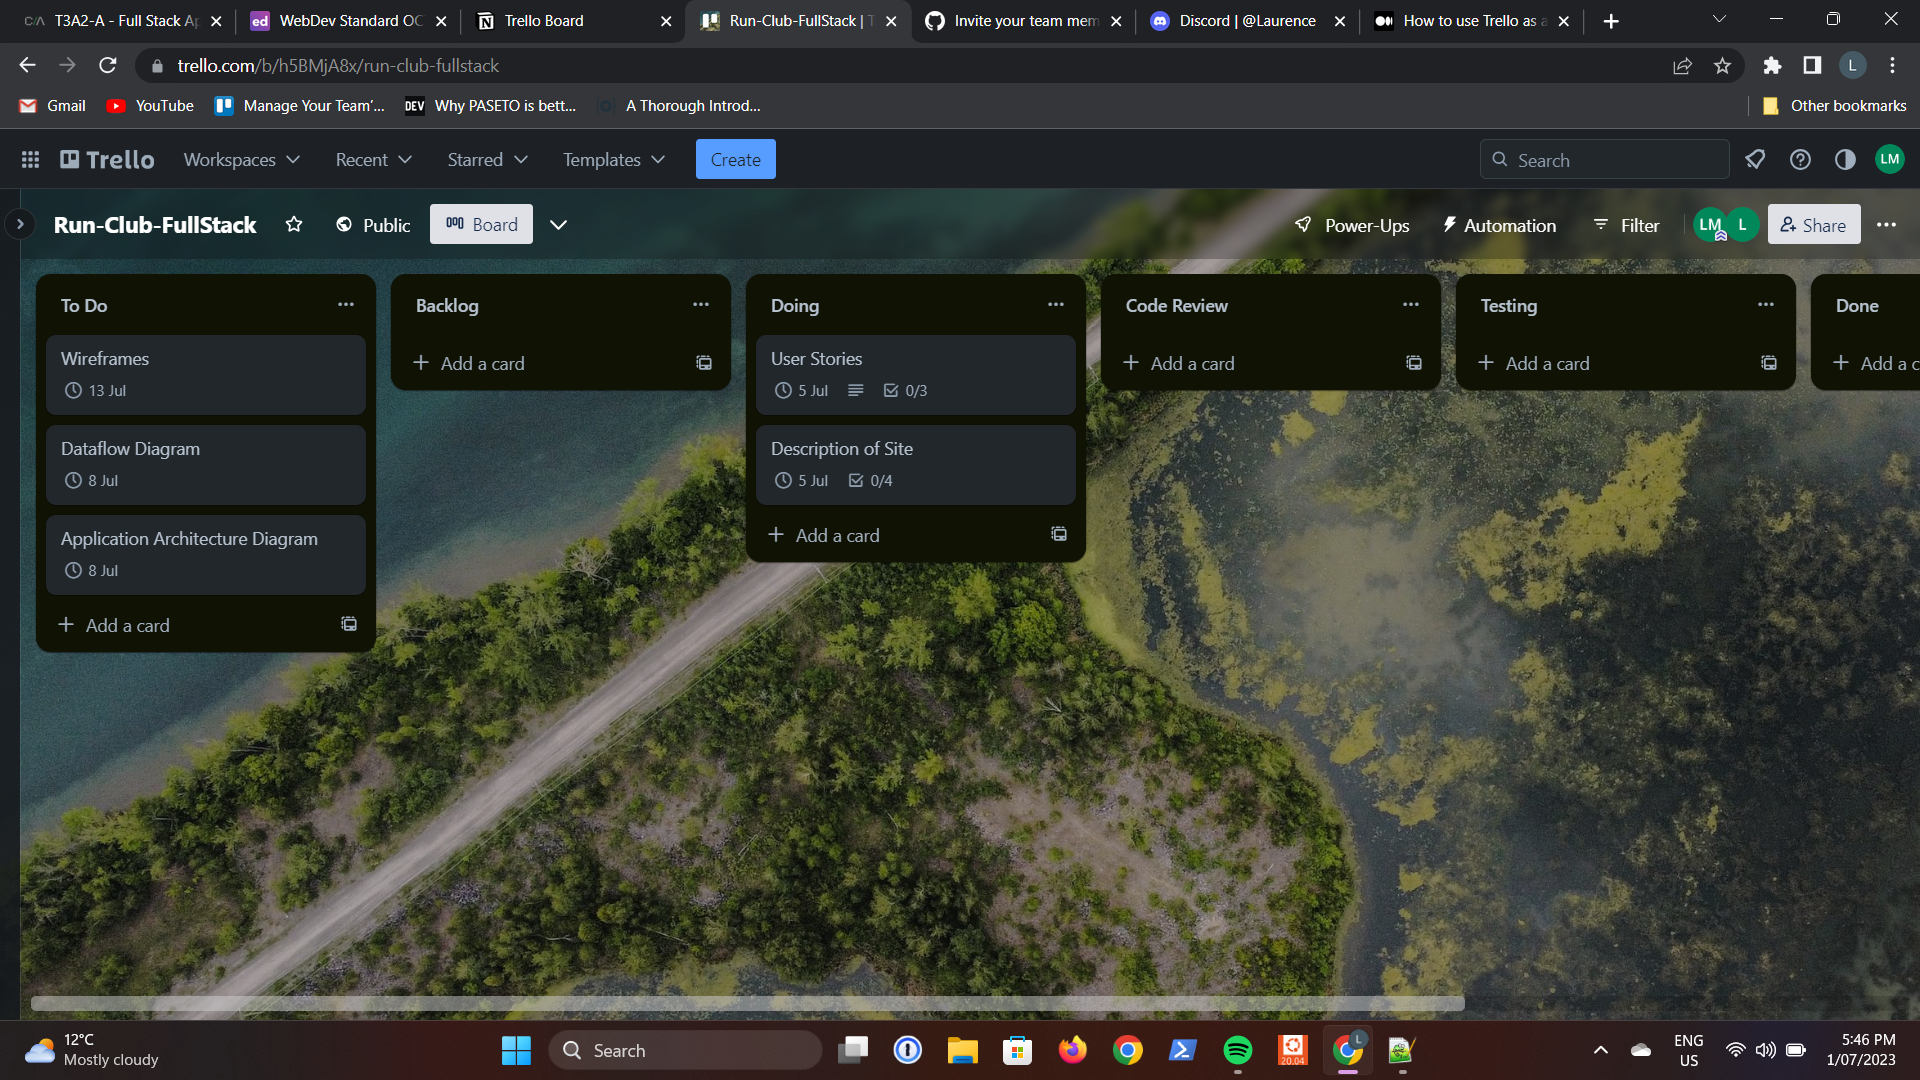 C/A T3A2-A - Full Stack Ap
ed WebDev Standard OC
Trello Board
Run-Club-FullStack | T
Invite your team mem
Discord | @Laurence
How to use Trello as a
trello.com/b/h5BMjA8x/run-club-fullstack
L
Gmail
YouTube
Manage Your Team'...
DEV Why PASETO is bett...
A Thorough Introd...
Other bookmarks
Trello
Workspaces
Recent
Starred
Templates
Create
Search
LM
Run-Club-FullStack
Public
Board
Power-Ups
Automation
Filter
LM
L
Share
To Do
Wireframes
13 Jul
Dataflow Diagram
8 Jul
Application Architecture Diagram
8 Jul
Add a card
Backlog
Add a card
Doing
User Stories
5 Jul 0/3
Description of Site
5 Jul 0/4
Add a card
Code Review
Add a card
Testing
Add a card
Done
Add a c
12°C
Mostly cloudy
Search
20.04
L
ENG
US
5:46 PM
1/07/2023